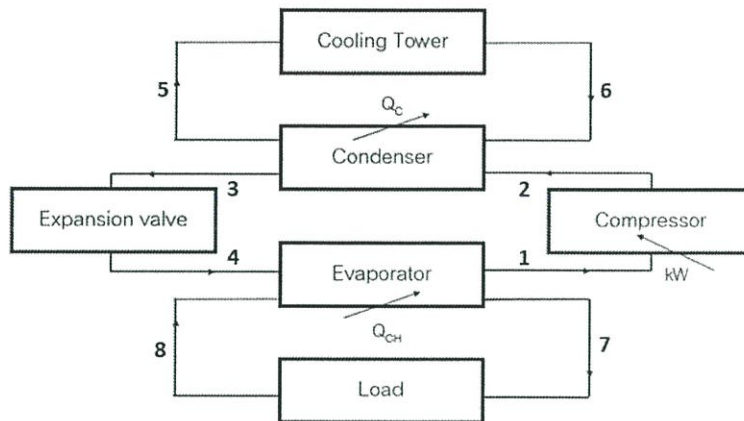 Cooling Tower
5
6
Q_C
Condenser
3
2
Expansion valve
Compressor
4
Evaporator
1
kW
Q_CH
8
7
Load